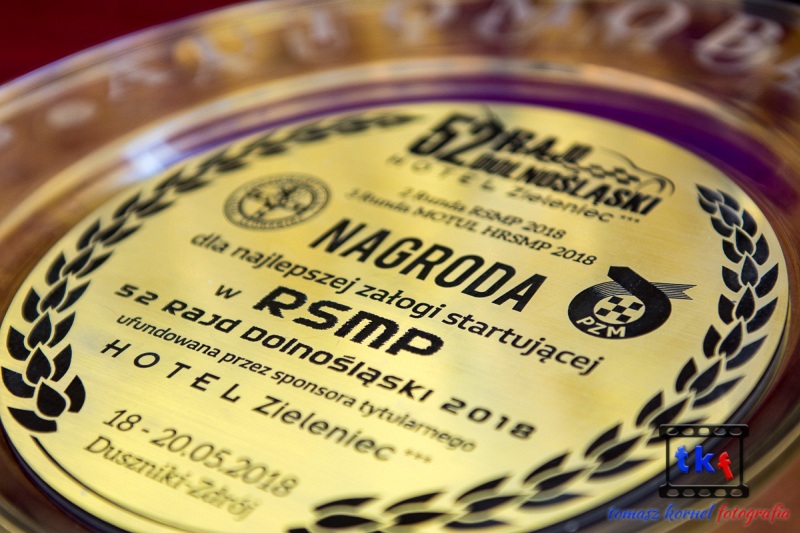 52 RAJD
DOLNOŚLĄSKI
HOTEL Zieleniec ***
2. Runda RSMP 2018
2. Runda MOTUL HRSMP 2018
NAGRODA
dla najlepszej załogi startującej
w RSMP
52 Rajd Dolnośląski 2018
ufundowana przez sponsora tytularnego
HOTEL Zieleniec ***
18 - 20.05.2018
Duszniki-Zdrój
PZM
tkf
tomasz kornel fotografia